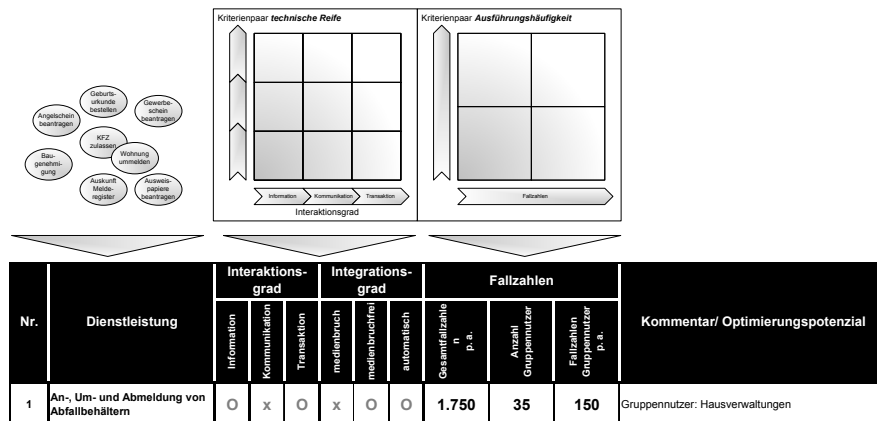 Kriterienpaar technische Reife
Kriterienpaar Ausführungshäufigkeit
Geburts-
urkunde
bestellen
Gewerbe-
schein
beantragen
Angelschein
beantragen
KFZ
zulassen
Wohnung
ummelden
Bau-
genehmi-
gung
Auskunft
Melde-
register
Ausweis-
papiere
beantragen
Information
Kommunikation
Transaktion
Interaktionsgrad
Fallzahlen
Nr.
Dienstleistung
Interaktions-
grad
Integrations-
grad
Fallzahlen
Kommentar/ Optimierungspotenzial
Information
Kommunikation
Transaktion
medienbruch
medienbruchfrei
automatisch
Gesamtfallzahle
n
p. a.
Anzahl
Gruppennutzer
Fallzahlen
Gruppennutzer
p. a.
1
An-, Um- und Abmeldung von
Abfallbehältern
O x O x O O 1.750 35 150 Gruppennutzer: Hausverwaltungen